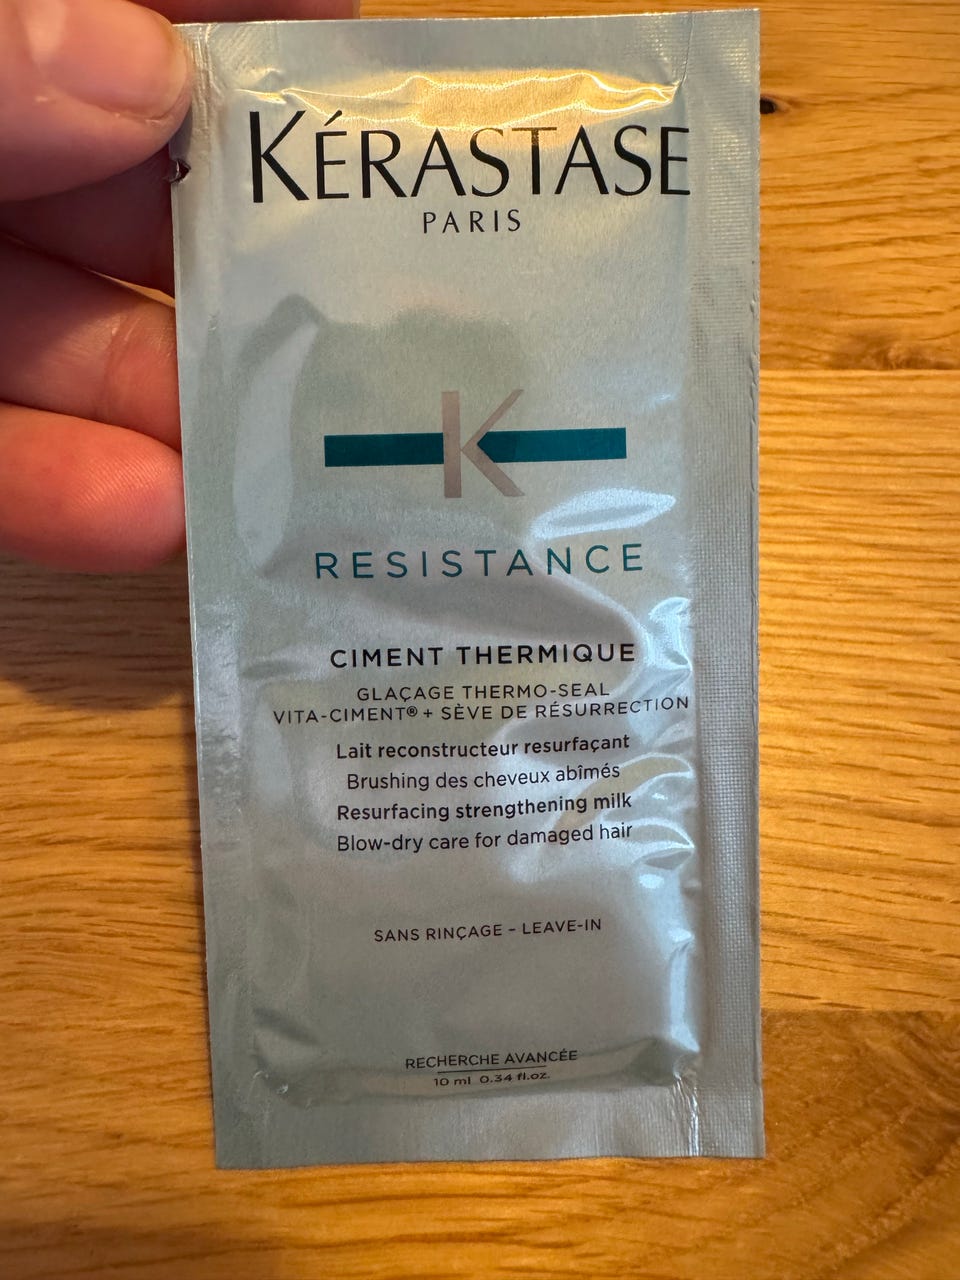 KÉRASTASE
PARIS
K
RESISTANCE
CIMENT THERMIQUE
GLAÇAGE THERMO-SEAL
VITA-CIMENT® + SÈVE DE RÉSURRECTION
Lait reconstructeur resurfaçant
Brushing des cheveux abîmés
Resurfacing strengthening milk
Blow-dry care for damaged hair
SANS RINÇAGE – LEAVE-IN
RECHERCHE AVANCÉE
10 ml 0.34 fl.oz.